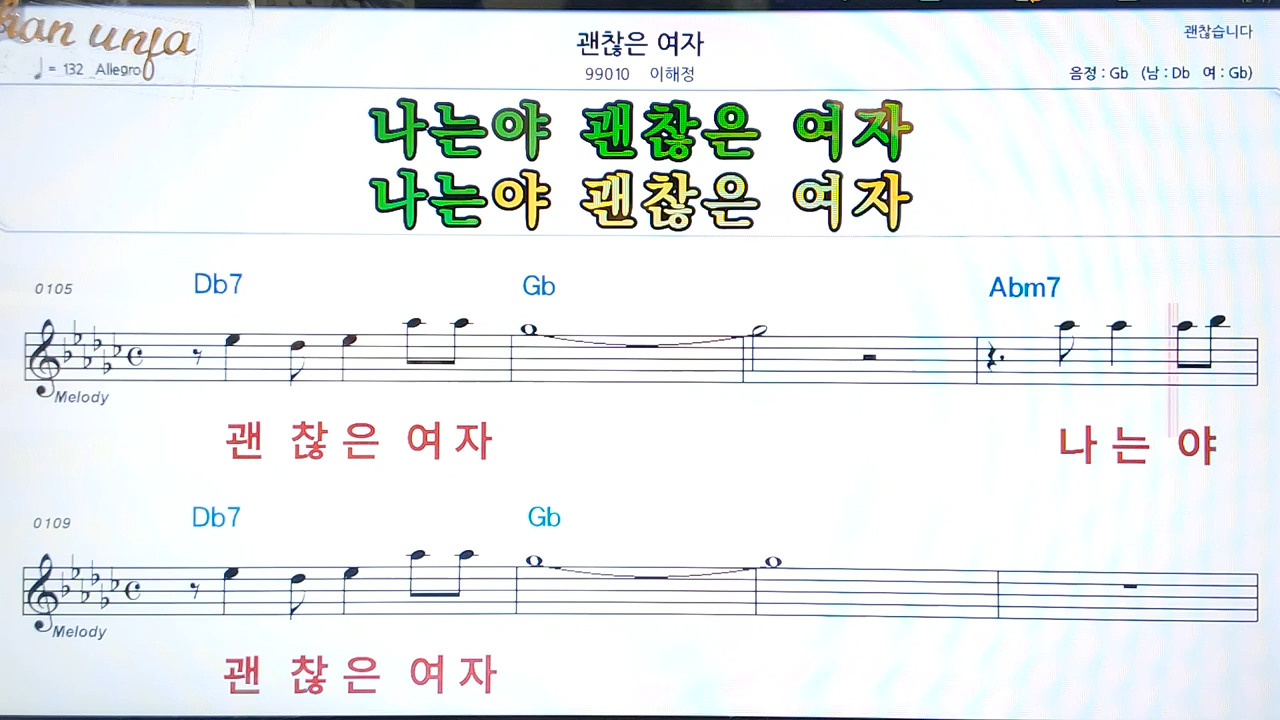 괜찮은 여자
괜찮습니다
♩= 132 Allegro
99010 이해정
음정 : Gb (남 : Db 여 : Gb)
나는야 괜찮은 여자
나는야 괜찮은 여자
0105
Db7 Gb Abm7
Melody
괜 찮 은 여 자 나 는 야
0109
Db7 Gb
Melody
괜 찮 은 여 자